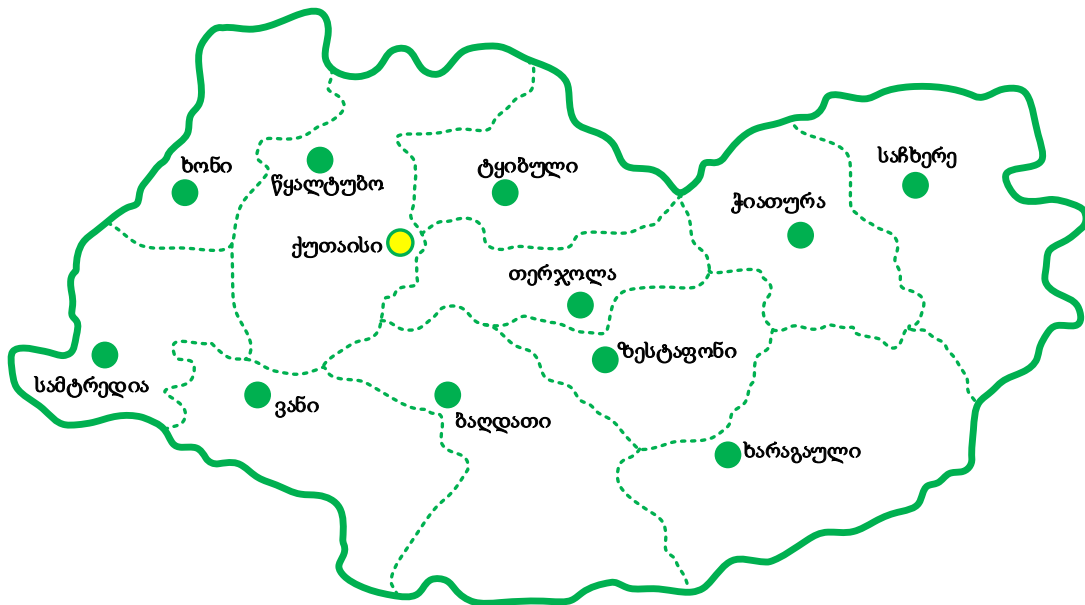 ხონი
წყალტუბო
ტყიბული
საჩხერე
ჭიათურა
ქუთაისი
თერჯოლა
ზესტაფონი
სამტრედია
ვანი
ბაღდათი
ხარაგაული